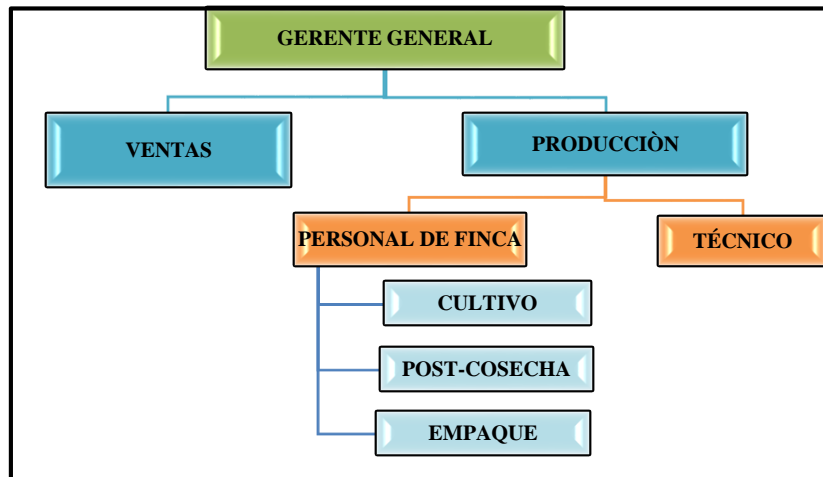 GERENTE GENERAL
VENTAS
PRODUCCIÒN
PERSONAL DE FINCA
TÉCNICO
CULTIVO
POST-COSECHA
EMPAQUE